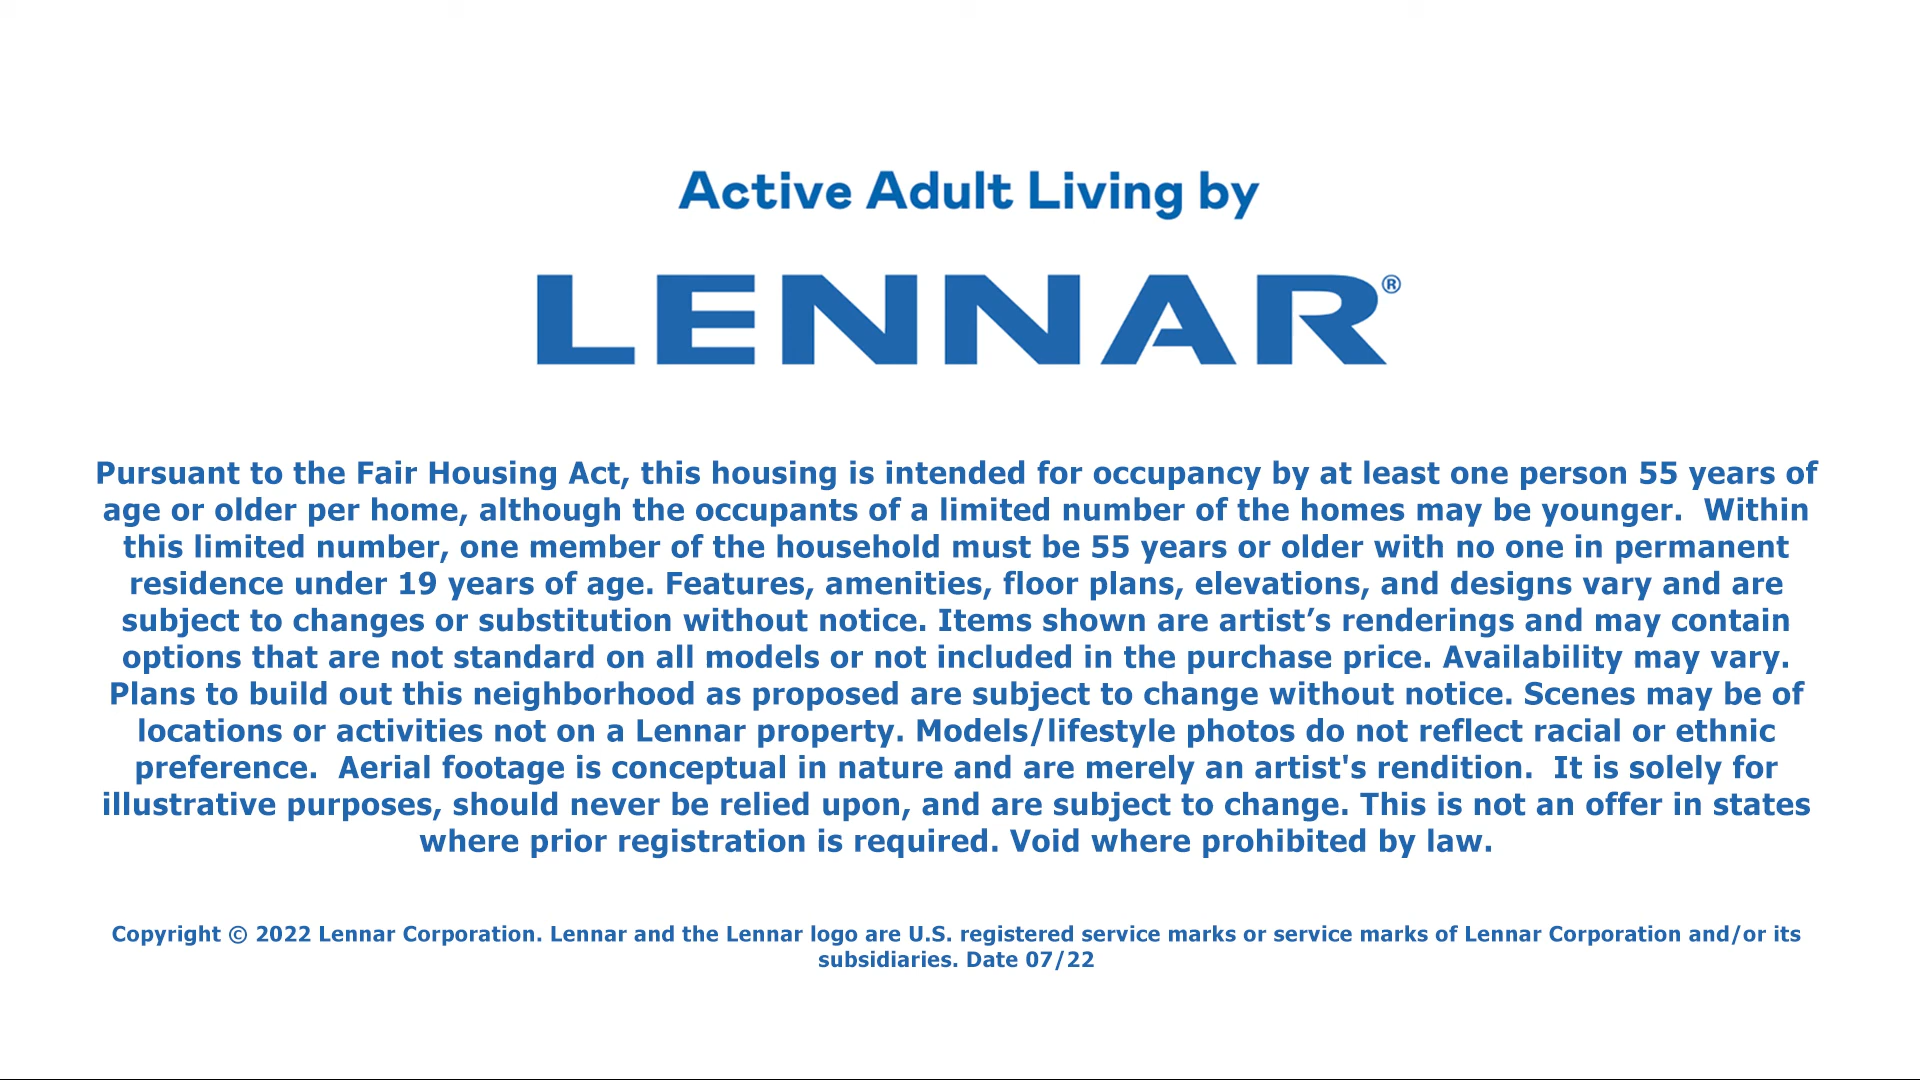 Active Adult Living by
LENNAR®
Pursuant to the Fair Housing Act, this housing is intended for occupancy by at least one person 55 years of
age or older per home, although the occupants of a limited number of the homes may be younger.  Within
this limited number, one member of the household must be 55 years or older with no one in permanent
residence under 19 years of age. Features, amenities, floor plans, elevations, and designs vary and are
subject to changes or substitution without notice. Items shown are artist’s renderings and may contain
options that are not standard on all models or not included in the purchase price. Availability may vary.
Plans to build out this neighborhood as proposed are subject to change without notice. Scenes may be of
locations or activities not on a Lennar property. Models/lifestyle photos do not reflect racial or ethnic
preference.  Aerial footage is conceptual in nature and are merely an artist's rendition.  It is solely for
illustrative purposes, should never be relied upon, and are subject to change. This is not an offer in states
where prior registration is required. Void where prohibited by law.
Copyright © 2022 Lennar Corporation. Lennar and the Lennar logo are U.S. registered service marks or service marks of Lennar Corporation and/or its
subsidiaries. Date 07/22